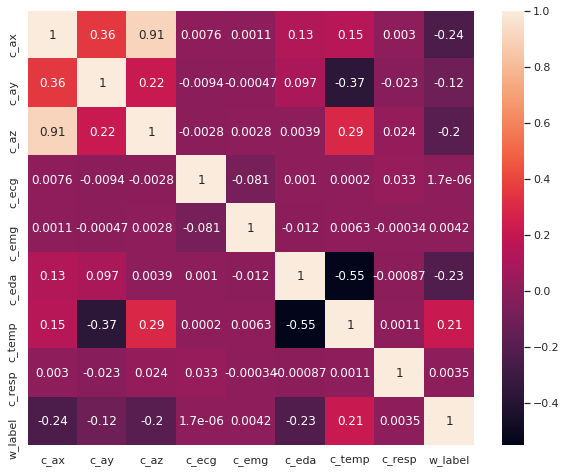 c_ax 1 0.36 0.91 0.0076 0.0011 0.13 0.15 0.003 -0.24
c_ay 0.36 1 0.22 -0.0094 -0.00047 0.097 -0.37 -0.023 -0.12
c_az 0.91 0.22 1 -0.0028 0.0028 0.0039 0.29 0.024 -0.2
c_ecg 0.0076 -0.0094 -0.0028 1 -0.081 0.001 0.0002 0.033 1.7e-06
c_emg 0.0011 -0.00047 0.0028 -0.081 1 -0.012 0.0063 -0.00034 0.0042
c_eda 0.13 0.097 0.0039 0.001 -0.012 1 -0.55 -0.00087 -0.23
c_temp 0.15 -0.37 0.29 0.0002 0.0063 -0.55 1 0.0011 0.21
c_resp 0.003 -0.023 0.024 0.033 -0.00034 -0.00087 0.0011 1 0.0035
w_label -0.24 -0.12 -0.2 1.7e-06 0.0042 -0.23 0.21 0.0035 1
c_ax c_ay c_az c_ecg c_emg c_eda c_temp c_resp w_label
1.0
0.8
0.6
0.4
0.2
0.0
−0.2
−0.4